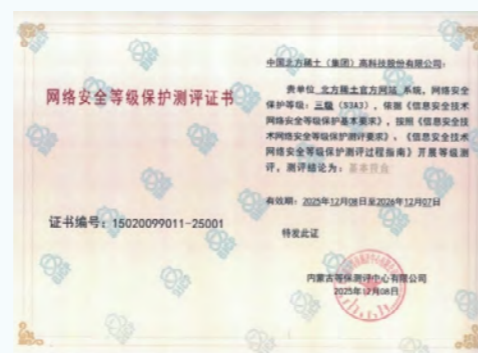 网络安全等级保护测评证书
证书编号：15020099011-25001
中国北方稀土（集团）高科技股份有限公司：
贵单位 北方稀土官方网站 系统，网络安全
保护等级：三级（S3A3），依据《信息安全技术
网络安全等级保护基本要求》，按照《信息安全技
术网络安全等级保护测评要求》、《信息安全技术
网络安全等级保护测评过程指南》开展等级测
评，测评结论为：基本符合
有效期：2025年12月08日至2026年12月07日
特发此证
内蒙古等保测评中心有限公司
2025年12月08日